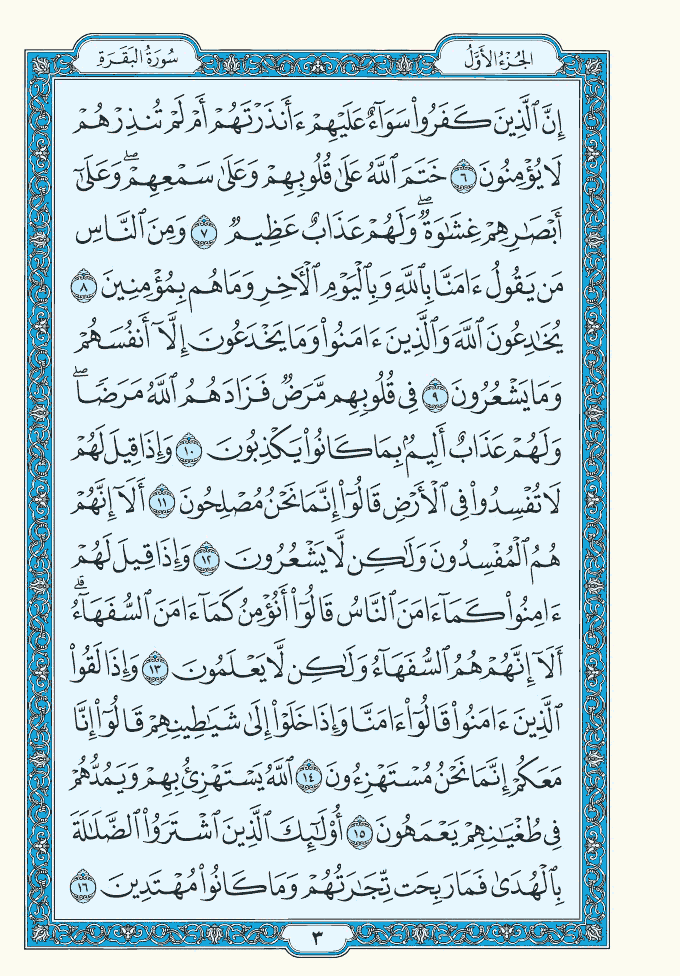 الجُزْءُ الأَوَّلُ
سُورَةُ البَقَرَةِ
إِنَّ ٱلَّذِينَ كَفَرُوا۟ سَوَآءٌ عَلَيْهِمْ ءَأَنذَرْتَهُمْ أَمْ لَمْ تُنذِرْهُمْ
لَا يُؤْمِنُونَ ٦ خَتَمَ ٱللَّهُ عَلَىٰ قُلُوبِهِمْ وَعَلَىٰ سَمْعِهِمْ ۖ وَعَلَىٰٓ
أَبْصَٰرِهِمْ غِشَٰوَةٌ ۖ وَلَهُمْ عَذَابٌ عَظِيمٌ ٧ وَمِنَ ٱلنَّاسِ
مَن يَقُولُ ءَامَنَّا بِٱللَّهِ وَبِٱلْيَوْمِ ٱلْءَاخِرِ وَمَا هُم بِمُؤْمِنِينَ ٨
يُخَٰدِعُونَ ٱللَّهَ وَٱلَّذِينَ ءَامَنُوا۟ وَمَا يَخْدَعُونَ إِلَّآ أَنفُسَهُمْ
وَمَا يَشْعُرُونَ ٩ فِى قُلُوبِهِم مَّرَضٌ فَزَادَهُمُ ٱللَّهُ مَرَضًا ۖ
وَلَهُمْ عَذَابٌ أَلِيمٌۢ بِمَا كَانُوا۟ يَكْذِبُونَ ١٠ وَإِذَا قِيلَ لَهُمْ
لَا تُفْسِدُوا۟ فِى ٱلْأَرْضِ قَالُوٓا۟ إِنَّمَا نَحْنُ مُصْلِحُونَ ١١ أَلَآ إِنَّهُمْ
هُمُ ٱلْمُفْسِدُونَ وَلَٰكِن لَّا يَشْعُرُونَ ١٢ وَإِذَا قِيلَ لَهُمْ
ءَامِنُوا۟ كَمَآ ءَامَنَ ٱلنَّاسُ قَالُوٓا۟ أَنُؤْمِنُ كَمَآ ءَامَنَ ٱلسُّفَهَآءُ ۗ
أَلَآ إِنَّهُمْ هُمُ ٱلسُّفَهَآءُ وَلَٰكِن لَّا يَعْلَمُونَ ١٣ وَإِذَا لَقُوا۟
ٱلَّذِينَ ءَامَنُوا۟ قَالُوٓا۟ ءَامَنَّا وَإِذَا خَلَوْا۟ إِلَىٰ شَيَٰطِينِهِمْ قَالُوٓا۟ إِنَّا
مَعَكُمْ إِنَّمَا نَحْنُ مُسْتَهْزِءُونَ ١٤ ٱللَّهُ يَسْتَهْزِئُ بِهِمْ وَيَمُدُّهُمْ
فِى طُغْيَٰنِهِمْ يَعْمَهُونَ ١٥ أُو۟لَٰٓئِكَ ٱلَّذِينَ ٱشْتَرَوُا۟ ٱلضَّلَٰلَةَ
بِٱلْهُدَىٰ فَمَا رَبِحَت تِّجَٰرَتُهُمْ وَمَا كَانُوا۟ مُهْتَدِينَ ١٦
٣